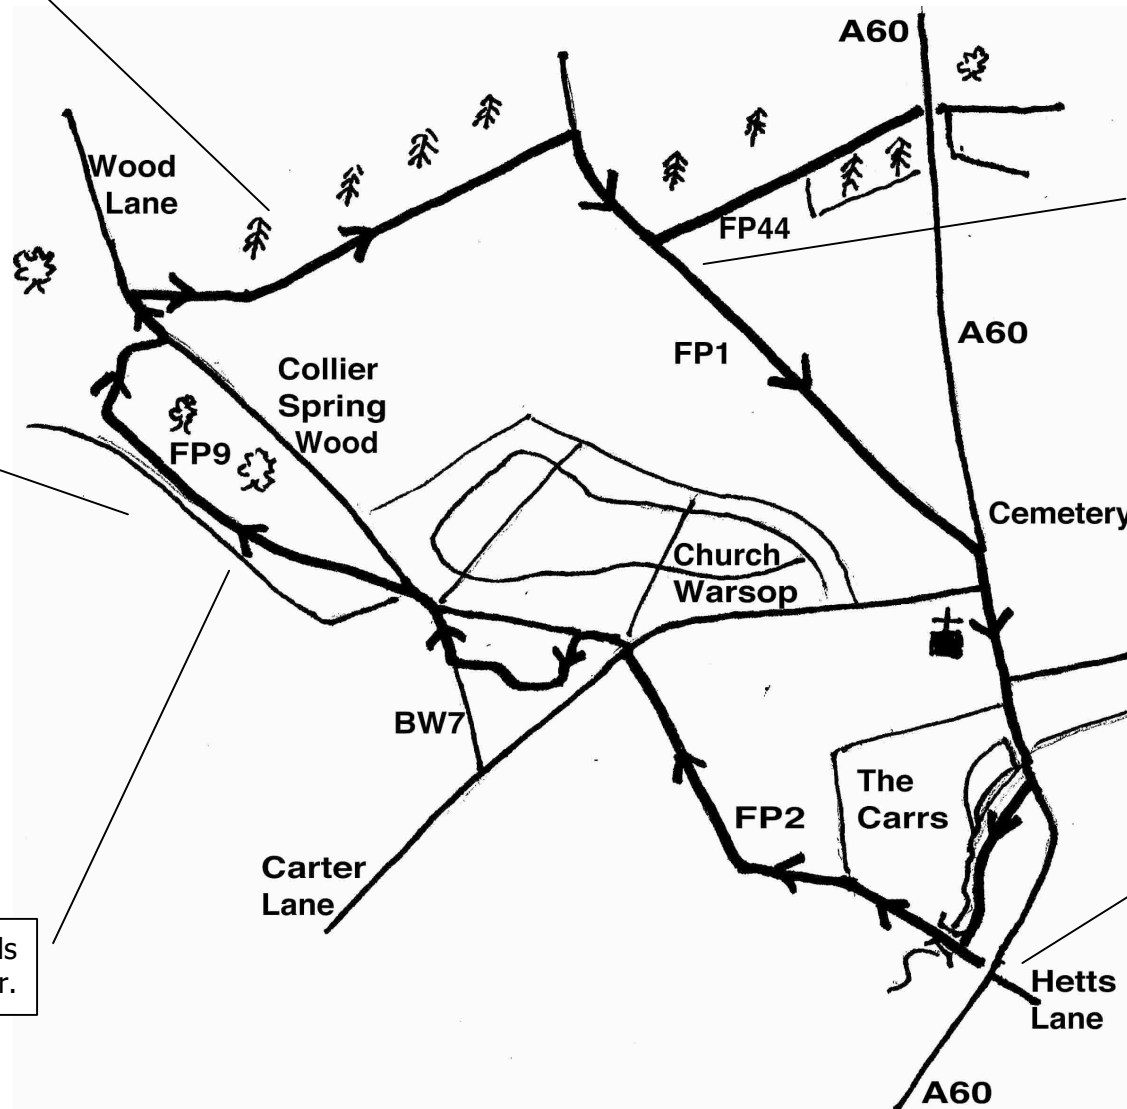 A60
Wood
Lane
FP44
A60
FP1
Collier
Spring
Wood
FP9
Cemetery
Church
Warsop
BW7
The
Carrs
FP2
Carter
Lane
Hetts
Lane
A60